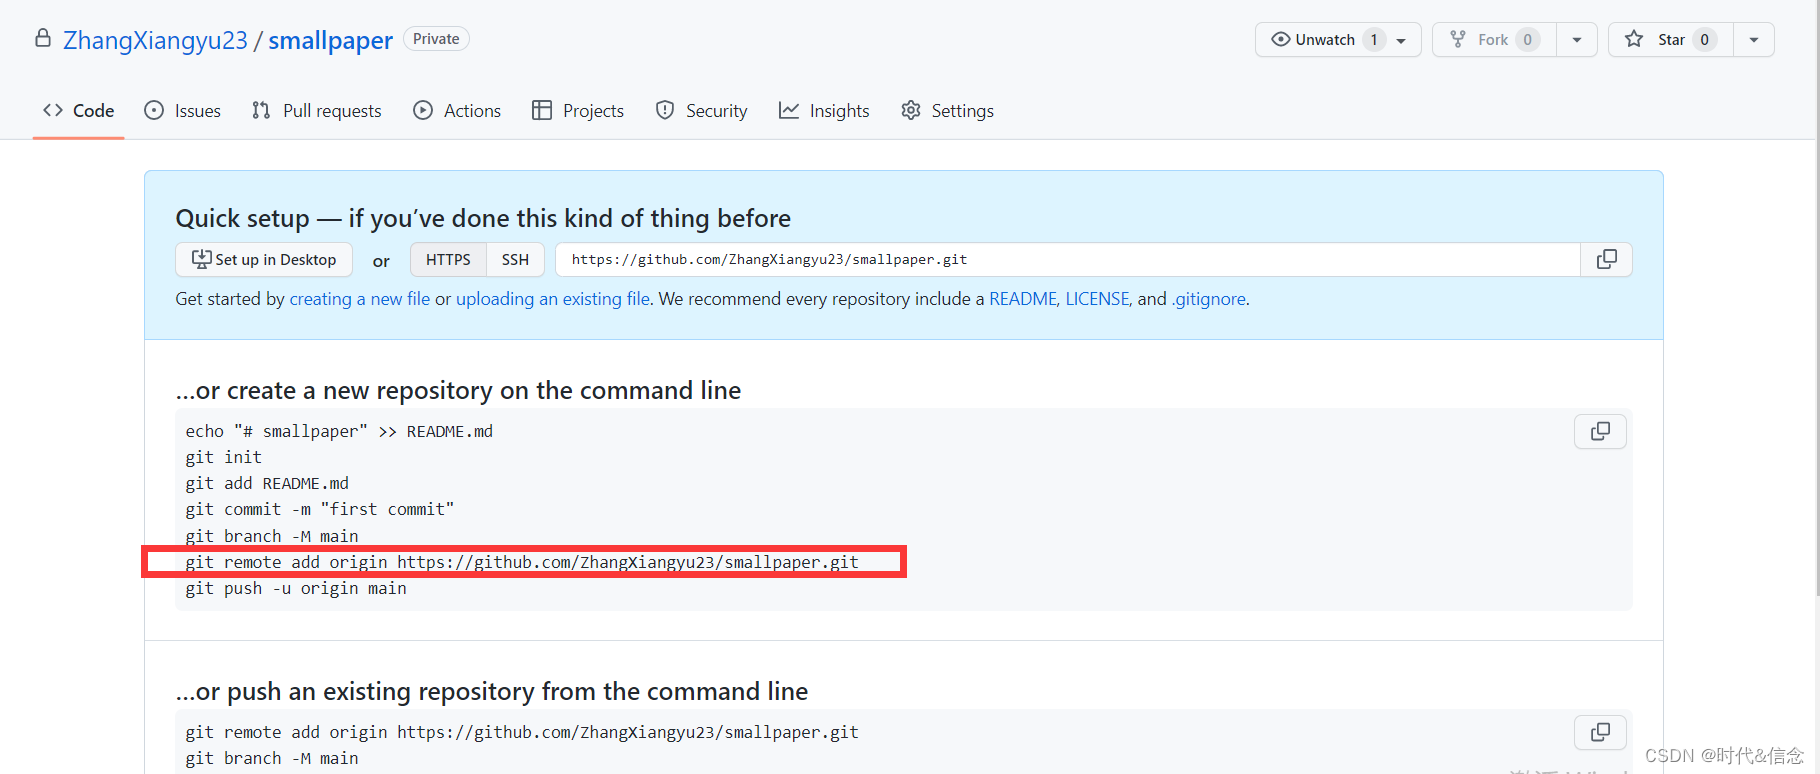 ZhangXiangyu23 / smallpaper Private
Unwatch 1 Fork 0 Star 0
Code Issues Pull requests Actions Projects Security Insights Settings
Quick setup — if you’ve done this kind of thing before
Set up in Desktop or HTTPS SSH https://github.com/ZhangXiangyu23/smallpaper.git
Get started by creating a new file or uploading an existing file. We recommend every repository include a README, LICENSE, and .gitignore.
…or create a new repository on the command line
echo "# smallpaper" >> README.md
git init
git add README.md
git commit -m "first commit"
git branch -M main
git remote add origin https://github.com/ZhangXiangyu23/smallpaper.git
git push -u origin main
…or push an existing repository from the command line
git remote add origin https://github.com/ZhangXiangyu23/smallpaper.git
git branch -M main
CSDN @时代&信念